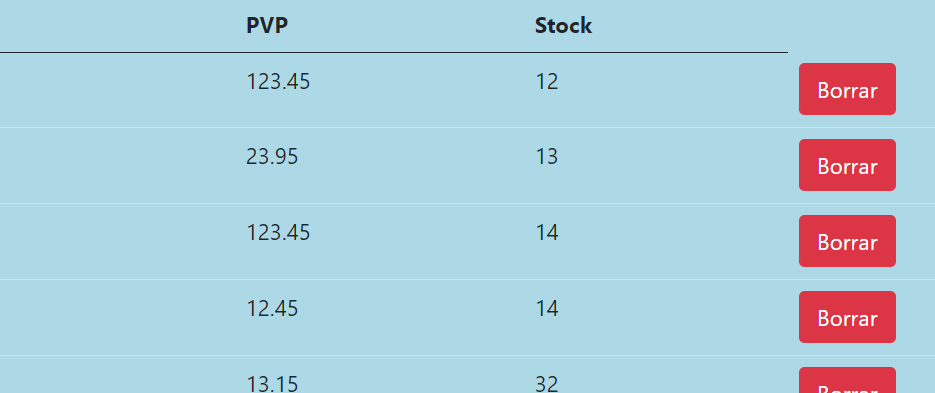 PVP Stock
123.45 12 Borrar
23.95 13 Borrar
123.45 14 Borrar
12.45 14 Borrar
13.15 32 Borrar